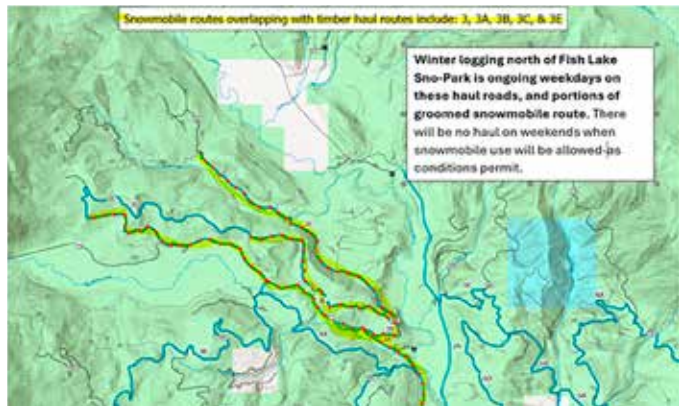 Snowmobile routes overlapping with timber haul routes include: 3, 3A, 3B, 3C, & 3E
Winter logging north of Fish Lake
Sno-Park is ongoing weekdays on
these haul roads, and portions of
groomed snowmobile route. There
will be no haul on weekends when
snowmobile use will be allowed as
conditions permit.